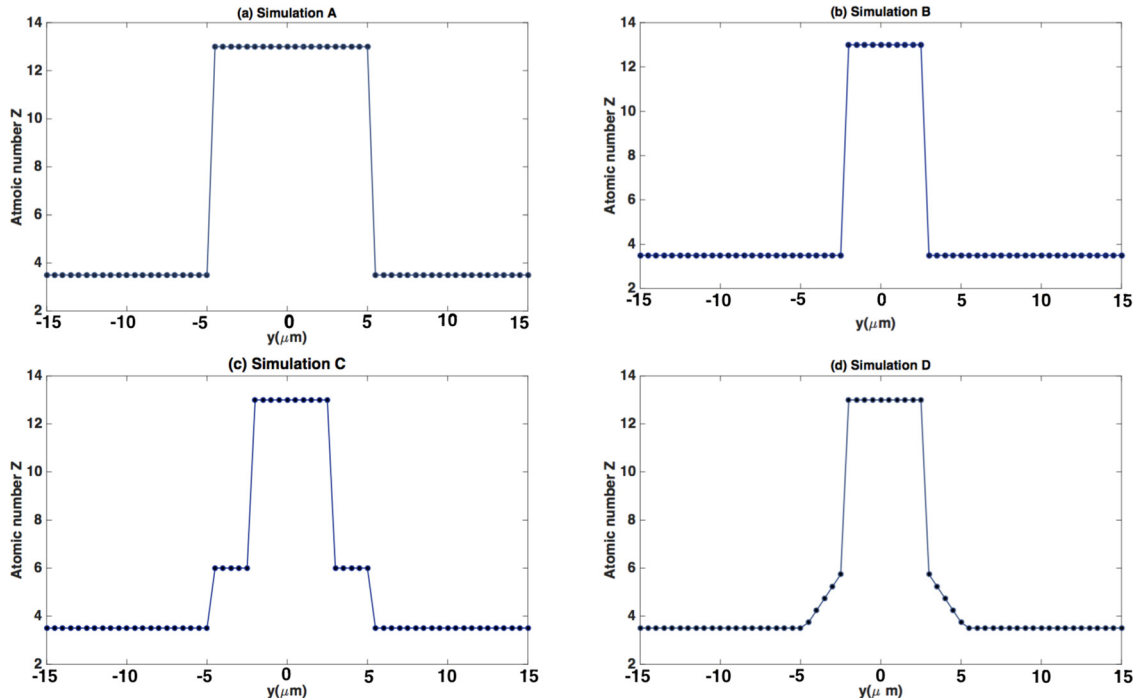 (a) Simulation A
14
12
10
8
6
4
2
Atmoic number Z
-15 -10 -5 0 5 10 15
y(μm)
(b) Simulation B
14
12
10
8
6
4
2
Atomic number Z
-15 -10 -5 0 5 10 15
y(μm)
(c) Simulation C
14
12
10
8
6
4
2
Atomic number Z
-15 -10 -5 0 5 10 15
y(μm)
(d) Simulation D
14
12
10
8
6
4
2
Atomic number Z
-15 -10 -5 0 5 10 15
y(μ m)